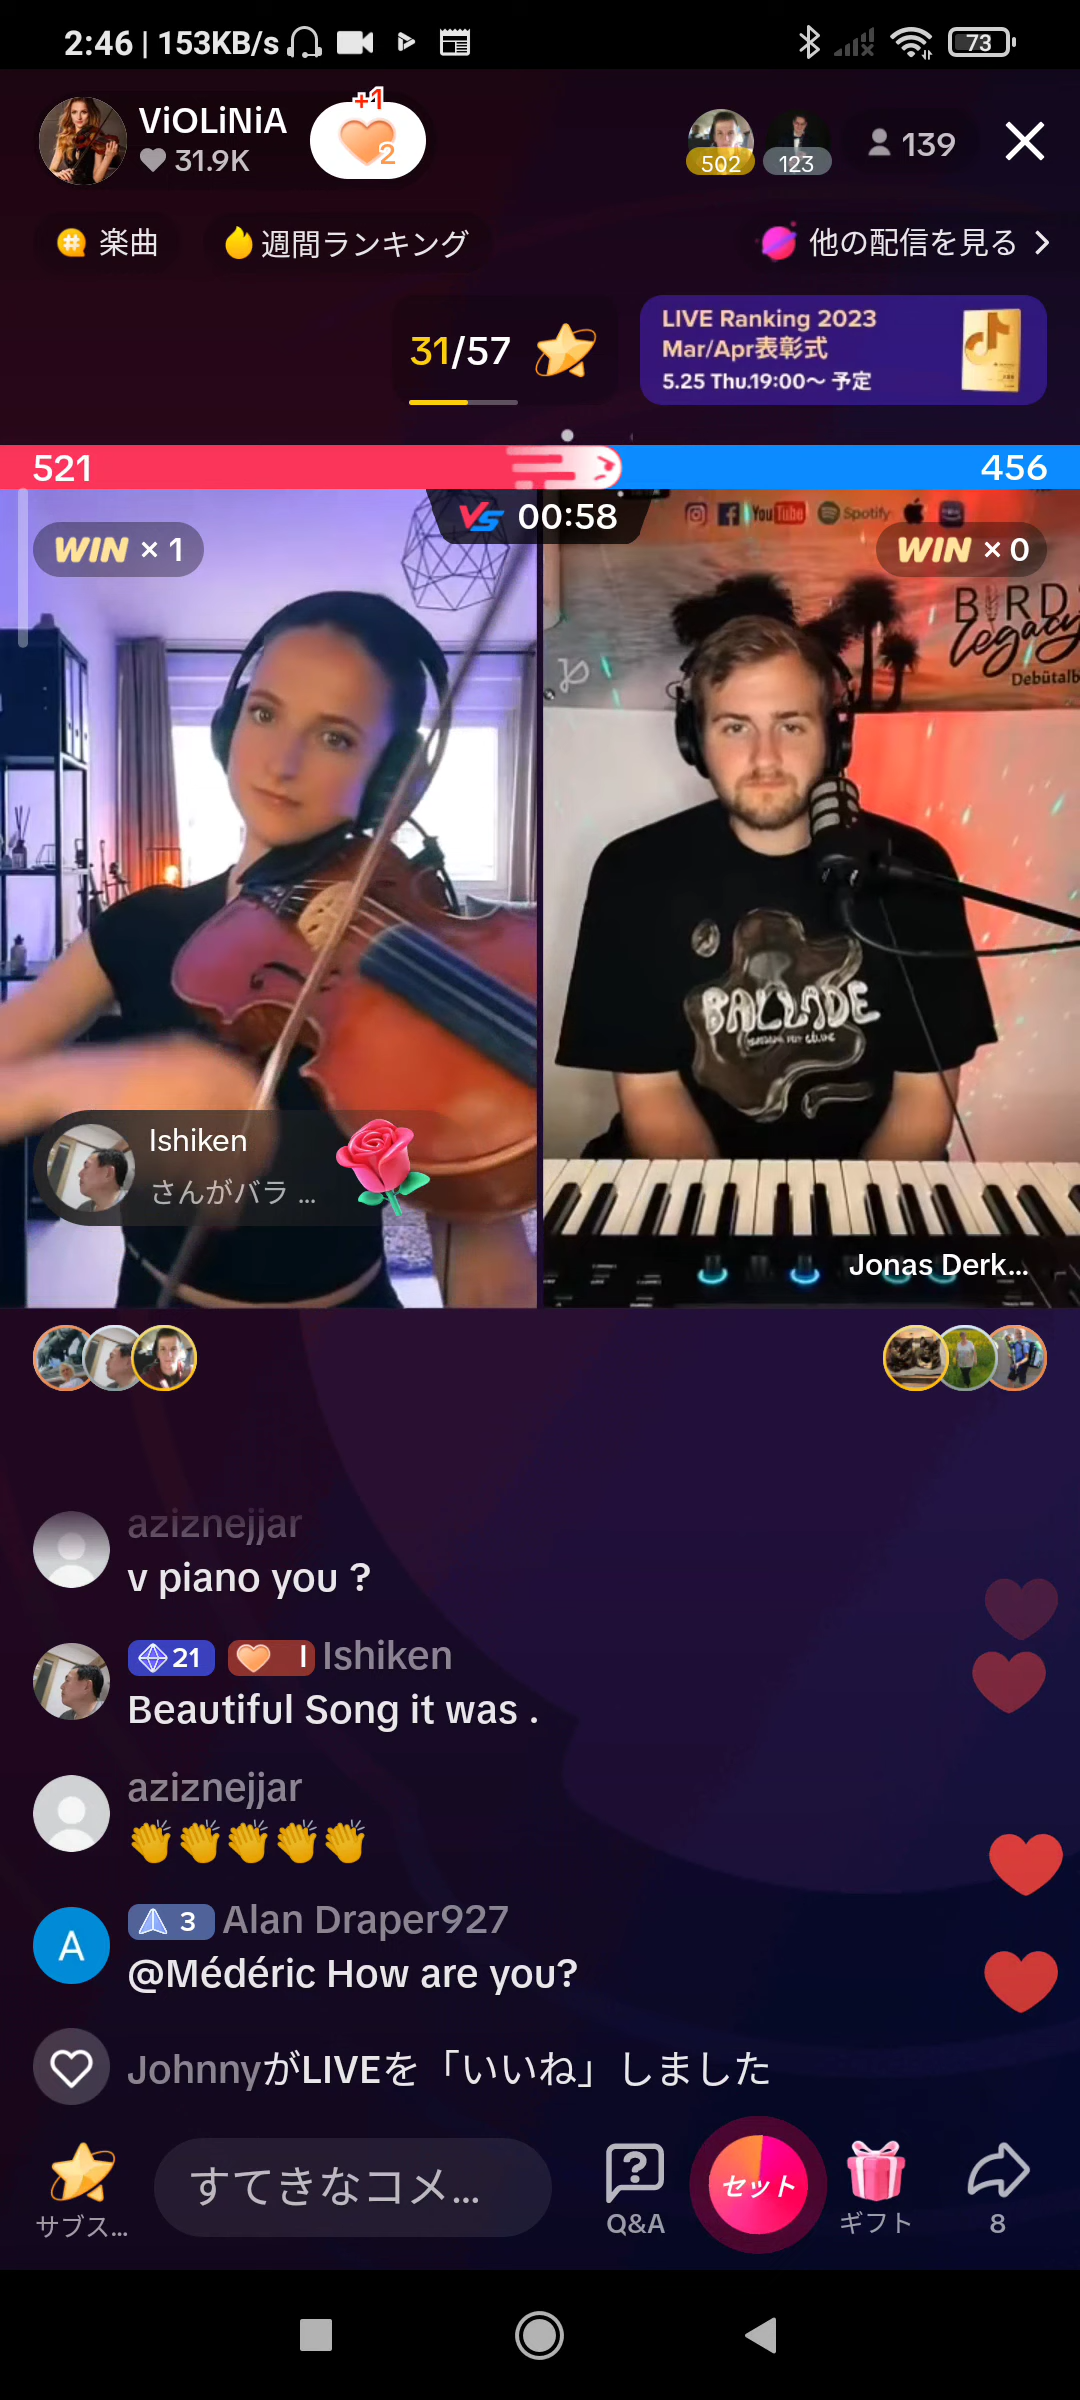 2:46 | 153KB/s
73
ViOLiNiA
31.9K
+1
2
502
123
139
楽曲
週間ランキング
他の配信を見る
31/57
LIVE Ranking 2023
Mar/Apr表彰式
5.25 Thu.19:00〜 予定
521
456
VS 00:58
WIN × 1
WIN × 0
YouTube
Spotify
BIRDS
legacy
Debütalb
BALLADE
Ishiken
さんがバラ ...
Jonas Derk...
aziznejjar
v piano you ?
21 I Ishiken
Beautiful Song it was .
aziznejjar
👏👏👏👏👏
A
3 Alan Draper927
@Médéric How are you?
JohnnyがLIVEを「いいね」しました
すてきなコメ...
セット
サブス...
Q&A
ギフト
8